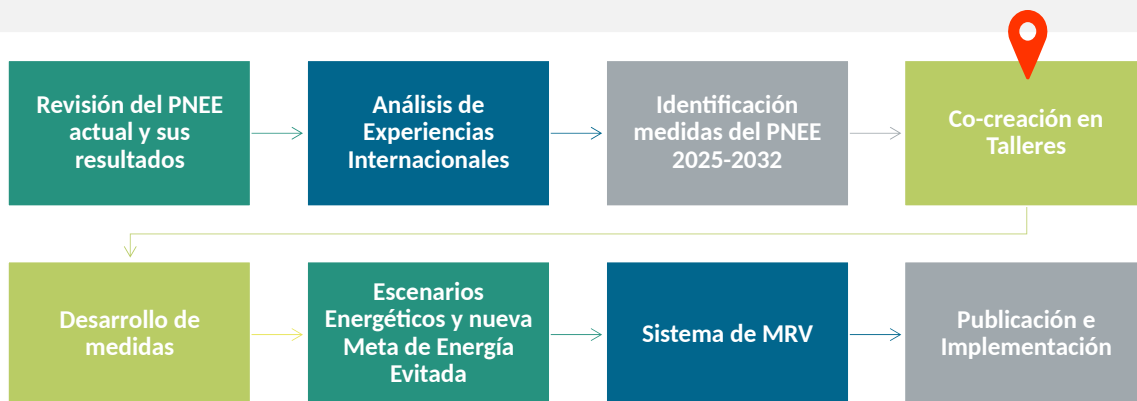 Revisión del PNEE
actual y sus
resultados
Análisis de
Experiencias
Internacionales
Identificación
medidas del PNEE
2025-2032
Co-creación en
Talleres
Desarrollo de
medidas
Escenarios
Energéticos y nueva
Meta de Energía
Evitada
Sistema de MRV
Publicación e
Implementación